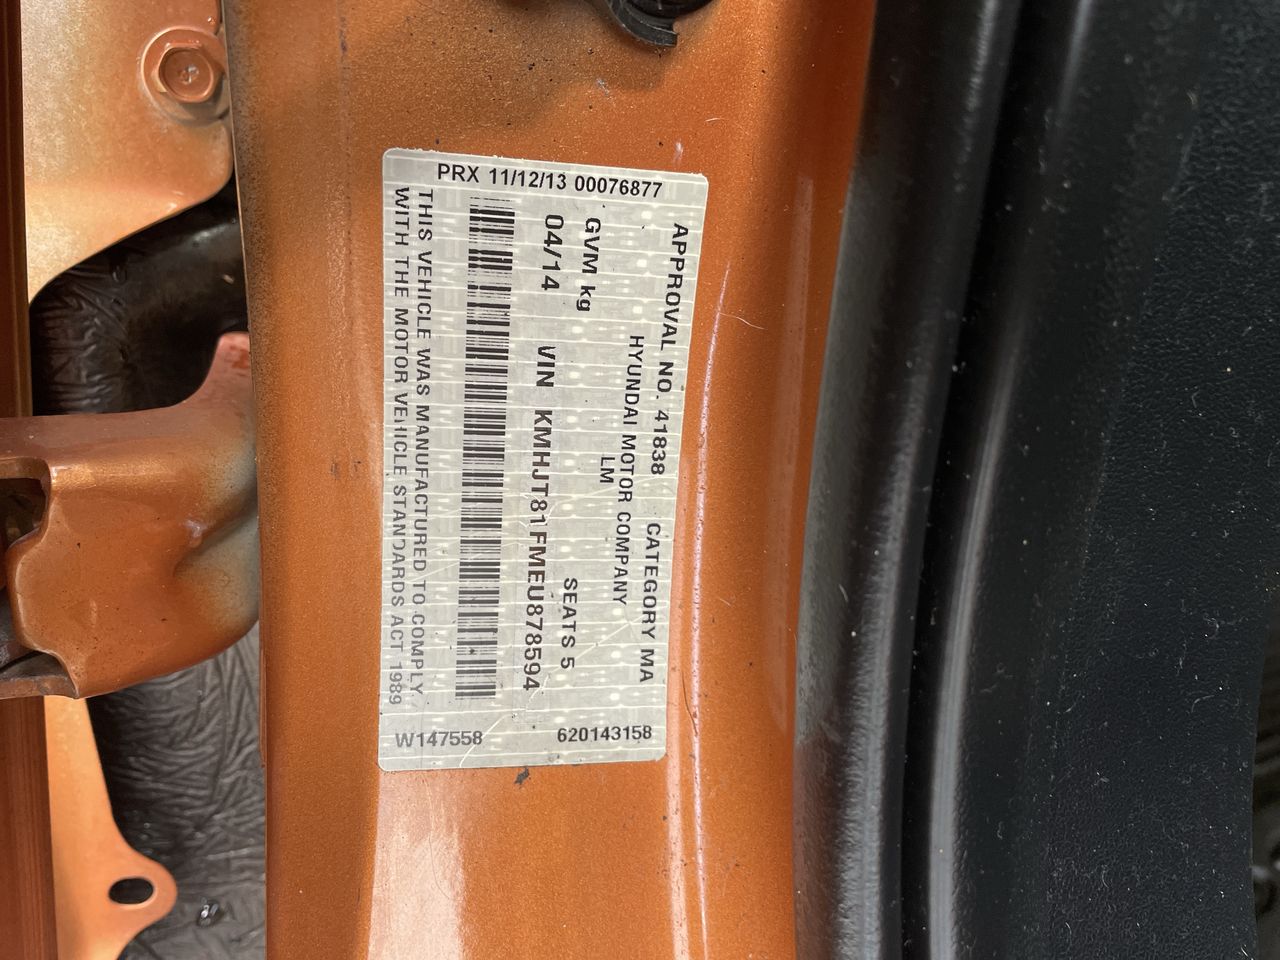 PRX 11/12/13 00076877
APPROVAL NO. 41838 CATEGORY MA
HYUNDAI MOTOR COMPANY
LM
GVM kg SEATS 5
04/14 VIN KMHJT81FMEU878594
THIS VEHICLE WAS MANUFACTURED TO COMPLY
WITH THE MOTOR VEHICLE STANDARDS ACT 1989
W147558 620143158